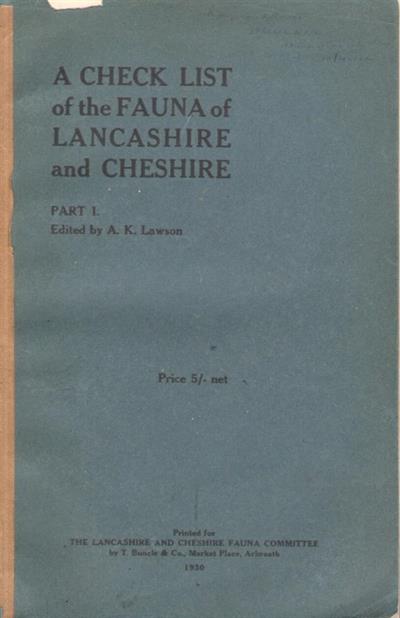 A CHECK LIST
of the FAUNA of
LANCASHIRE
and CHESHIRE
PART I.
Edited by A. K. Lawson
Price 5/- net
Printed for
THE LANCASHIRE AND CHESHIRE FAUNA COMMITTEE
by T. Buncle & Co., Market Place, Arbroath
1930